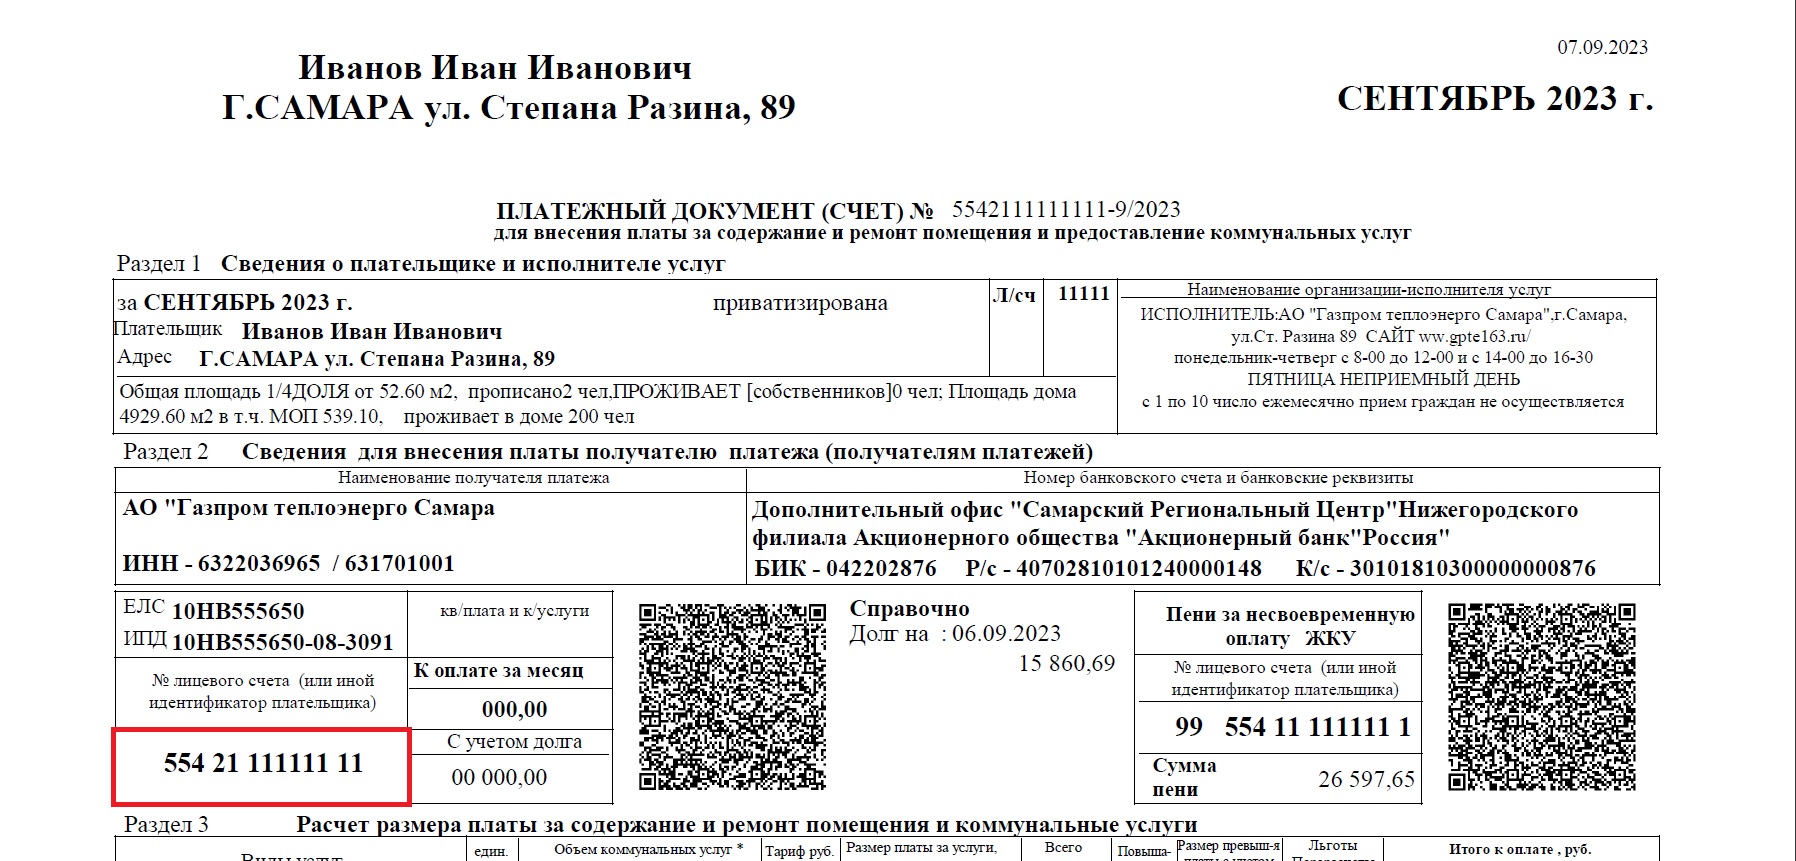 07.09.2023
Иванов Иван Иванович
Г.САМАРА ул. Степана Разина, 89
СЕНТЯБРЬ 2023 г.
ПЛАТЕЖНЫЙ ДОКУМЕНТ (СЧЕТ) № 5542111111111-9/2023
для внесения платы за содержание и ремонт помещения и предоставление коммунальных услуг
Раздел 1 Сведения о плательщике и исполнителе услуг
за СЕНТЯБРЬ 2023 г. приватизирована
Плательщик Иванов Иван Иванович
Адрес Г.САМАРА ул. Степана Разина, 89
Л/сч 11111
Общая площадь 1/4ДОЛЯ от 52.60 м2, прописано2 чел,ПРОЖИВАЕТ [собственников]0 чел; Площадь дома
4929.60 м2 в т.ч. МОП 539.10, проживает в доме 200 чел
Наименование организации-исполнителя услуг
ИСПОЛНИТЕЛЬ:АО "Газпром теплоэнерго Самара",г.Самара,
ул.Ст. Разина 89 САЙТ ww.gpte163.ru/
понедельник-четверг с 8-00 до 12-00 и с 14-00 до 16-30
ПЯТНИЦА НЕПРИЕМНЫЙ ДЕНЬ
с 1 по 10 число ежемесячно прием граждан не осуществляется
Раздел 2 Сведения для внесения платы получателю платежа (получателям платежей)
Наименование получателя платежа
АО "Газпром теплоэнерго Самара
ИНН - 6322036965 / 631701001
Номер банковского счета и банковские реквизиты
Дополнительный офис "Самарский Региональный Центр"Нижегородского
филиала Акционерного общества "Акционерный банк"Россия"
БИК - 042202876 Р/с - 40702810101240000148 К/с - 30101810300000000876
ЕЛС 10НВ555650
ИПД 10НВ555650-08-3091
№ лицевого счета (или иной
идентификатор плательщика)
554 21 111111 11
кв/плата и к/услуги
К оплате за месяц
000,00
С учетом долга
00 000,00
Справочно
Долг на : 06.09.2023
15 860,69
Пени за несвоевременную
оплату ЖКУ
№ лицевого счета (или иной
идентификатор плательщика)
99 554 11 111111 1
Сумма
пени
26 597,65
Раздел 3 Расчет размера платы за содержание и ремонт помещения и коммунальные услуги
Виды услуг
един.
Объем коммунальных услуг *
Тариф руб.
Размер платы за услуги,
Всего
Повыша-
Размер превыш-я
платы с учетом
Льготы
Перерасчеты
Итого к оплате , руб.